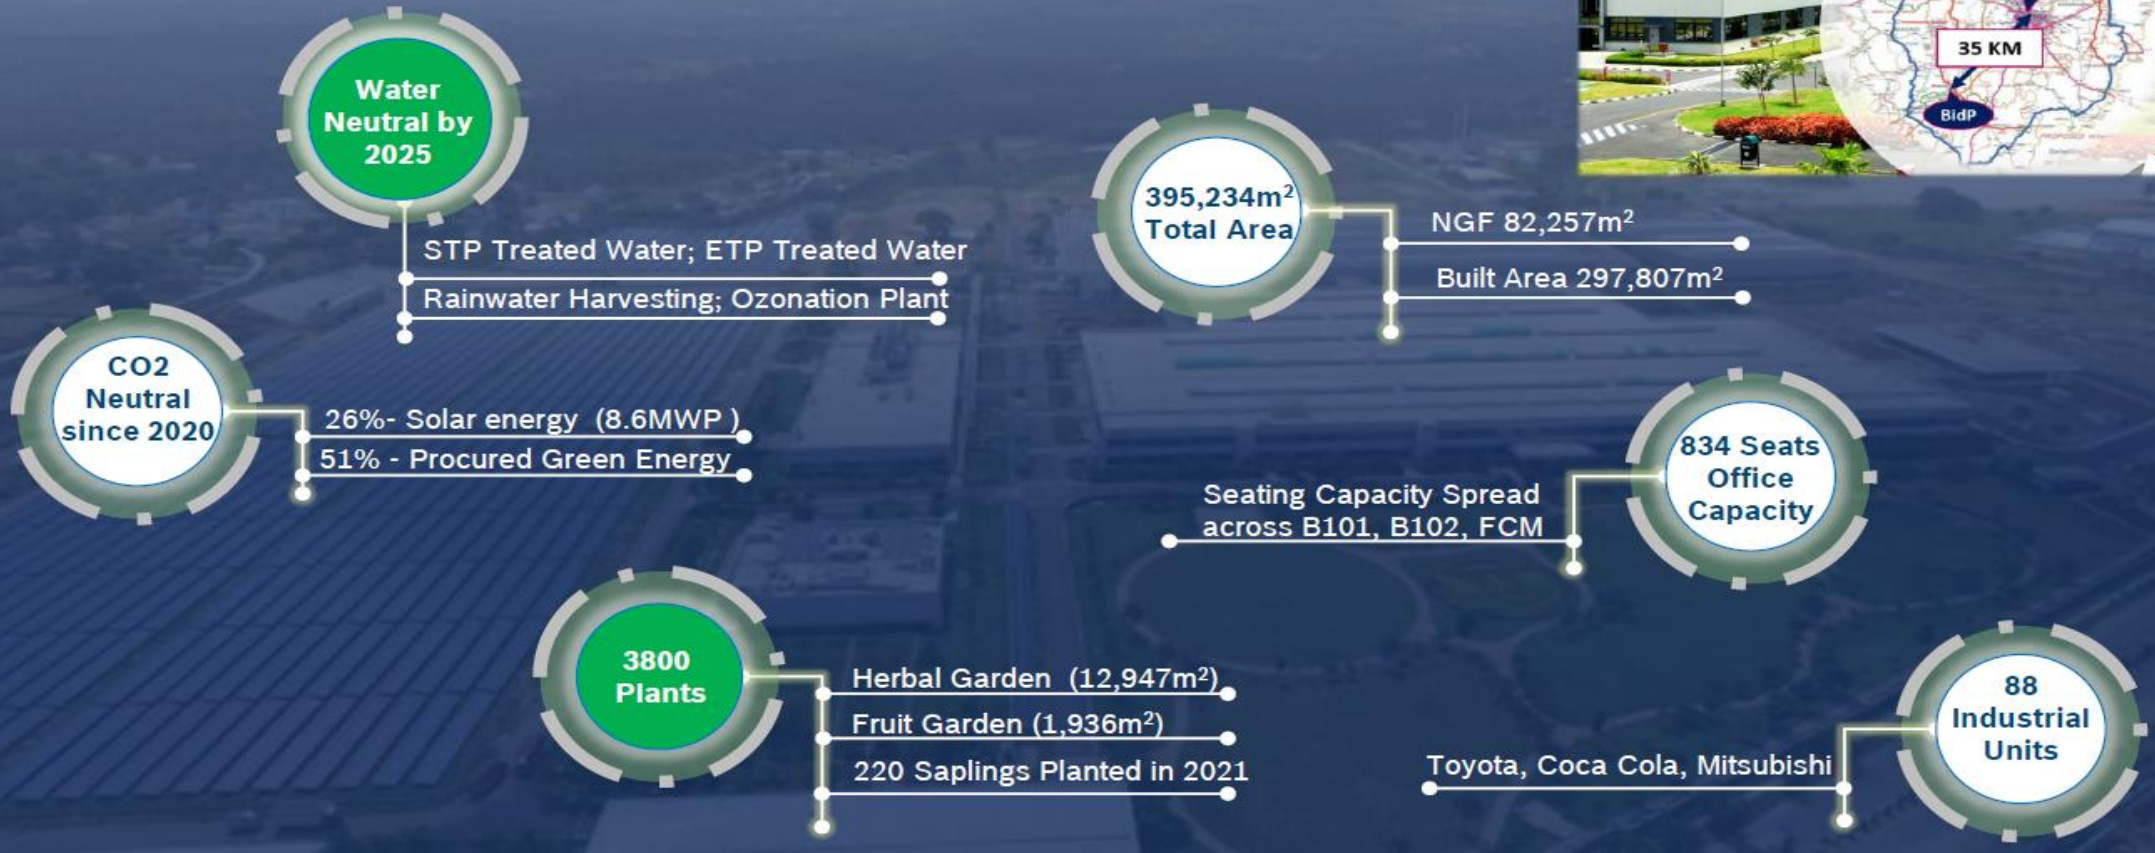 Water
Neutral by
2025
STP Treated Water; ETP Treated Water
Rainwater Harvesting; Ozonation Plant
CO2
Neutral
since 2020
26%- Solar energy  (8.6MWP )
51% - Procured Green Energy
3800
Plants
Herbal Garden  (12,947m²)
Fruit Garden (1,936m²)
220 Saplings Planted in 2021
35 KM
BidP
395,234m²
Total Area
NGF 82,257m²
Built Area 297,807m²
834 Seats
Office
Capacity
Seating Capacity Spread
across B101, B102, FCM
88
Industrial
Units
Toyota, Coca Cola, Mitsubishi